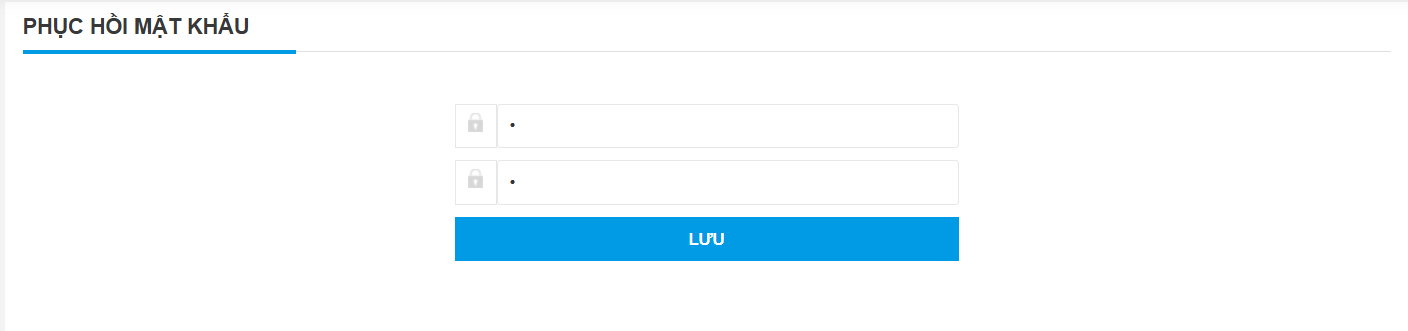 PHỤC HỒI MẬT KHẨU
•
•
LƯU